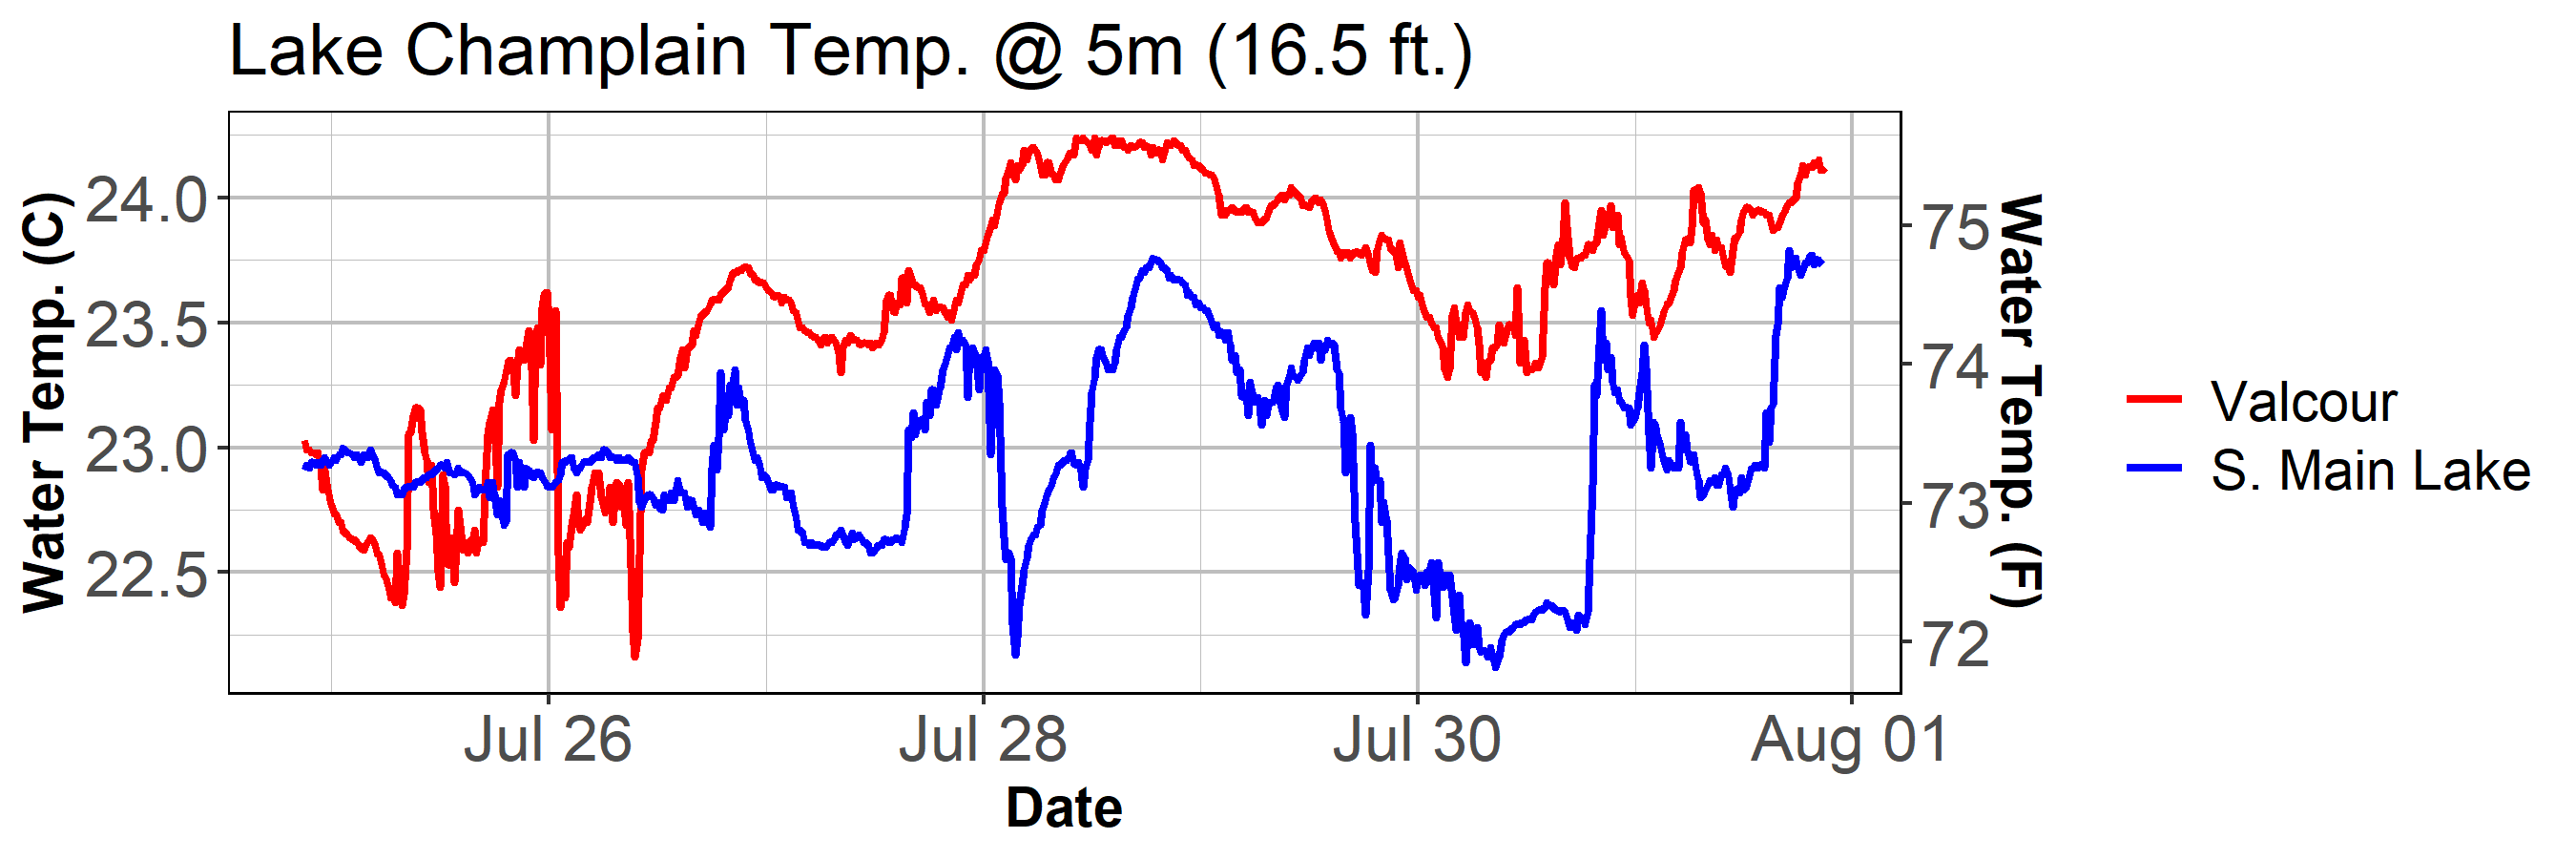 Lake Champlain Temp. @ 5m (16.5 ft.)
Water Temp. (C)
24.0
23.5
23.0
22.5
75
74
73
72
Water Temp. (F)
Valcour
S. Main Lake
Jul 26
Jul 28
Jul 30
Aug 01
Date